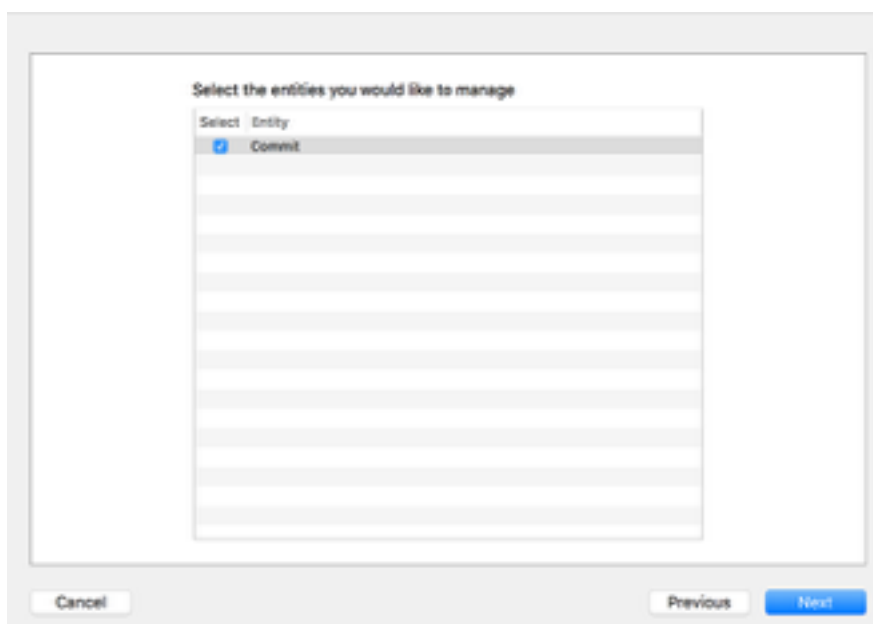 Select the entities you would like to manage
Select Entity
Commit
Cancel Previous Next